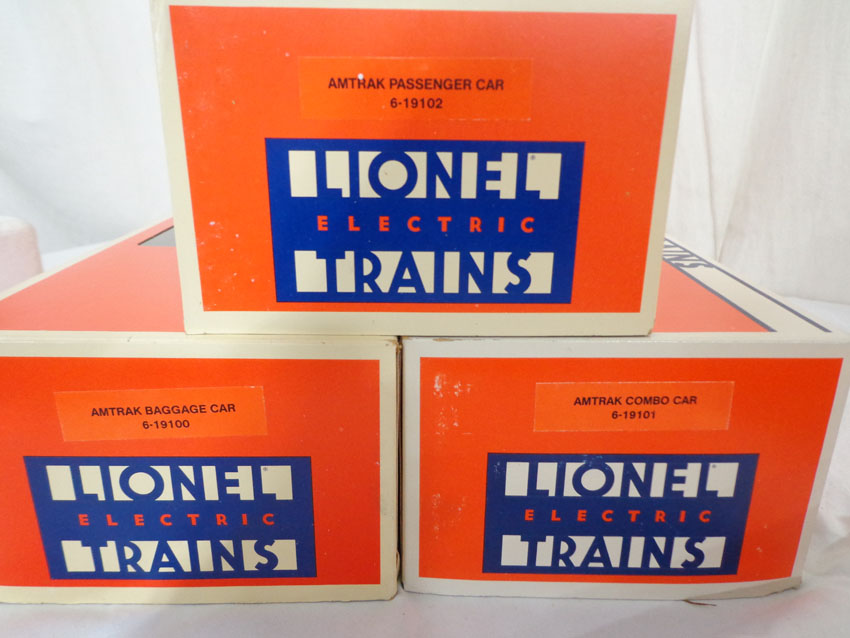 AMTRAK PASSENGER CAR
6-19102
LIONEL®
ELECTRIC
TRAINS
AINS
AMTRAK BAGGAGE CAR
6-19100
LIONEL®
ELECTRIC
TRAINS
AMTRAK COMBO CAR
6-19101
LIONEL®
ELECTRIC
TRAINS